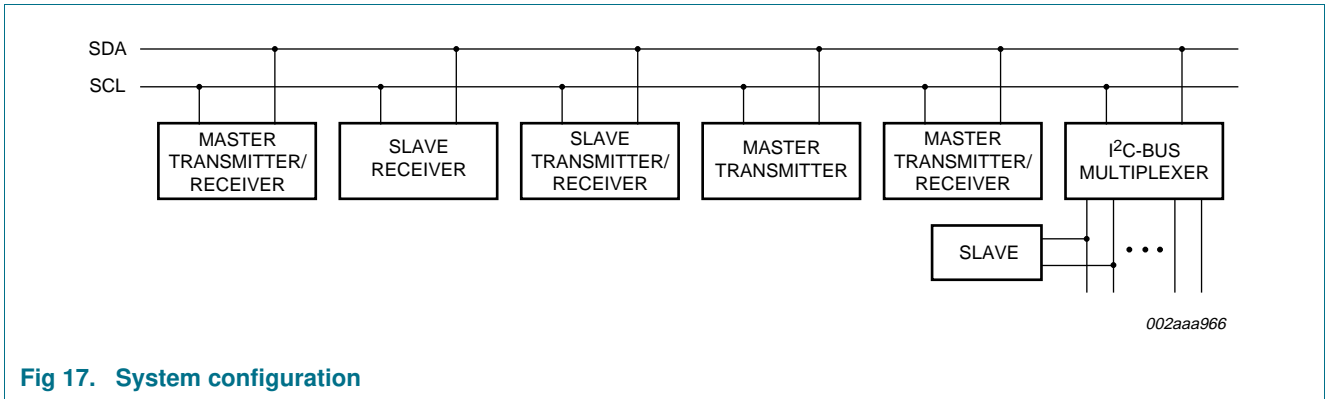 SDA
SCL
MASTER
TRANSMITTER/
RECEIVER
SLAVE
RECEIVER
SLAVE
TRANSMITTER/
RECEIVER
MASTER
TRANSMITTER
MASTER
TRANSMITTER/
RECEIVER
I²C-BUS
MULTIPLEXER
SLAVE
002aaa966
Fig 17. System configuration